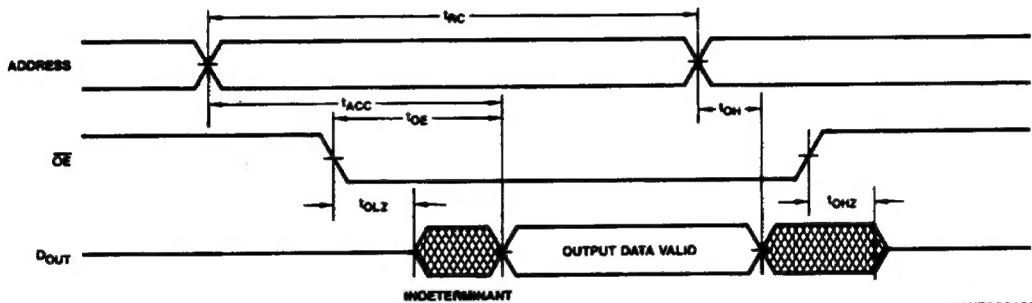 tRC
ADDRESS
tACC
tOE
tOH
OE
tOLZ
tOHZ
DOUT
OUTPUT DATA VALID
INDETERMINANT